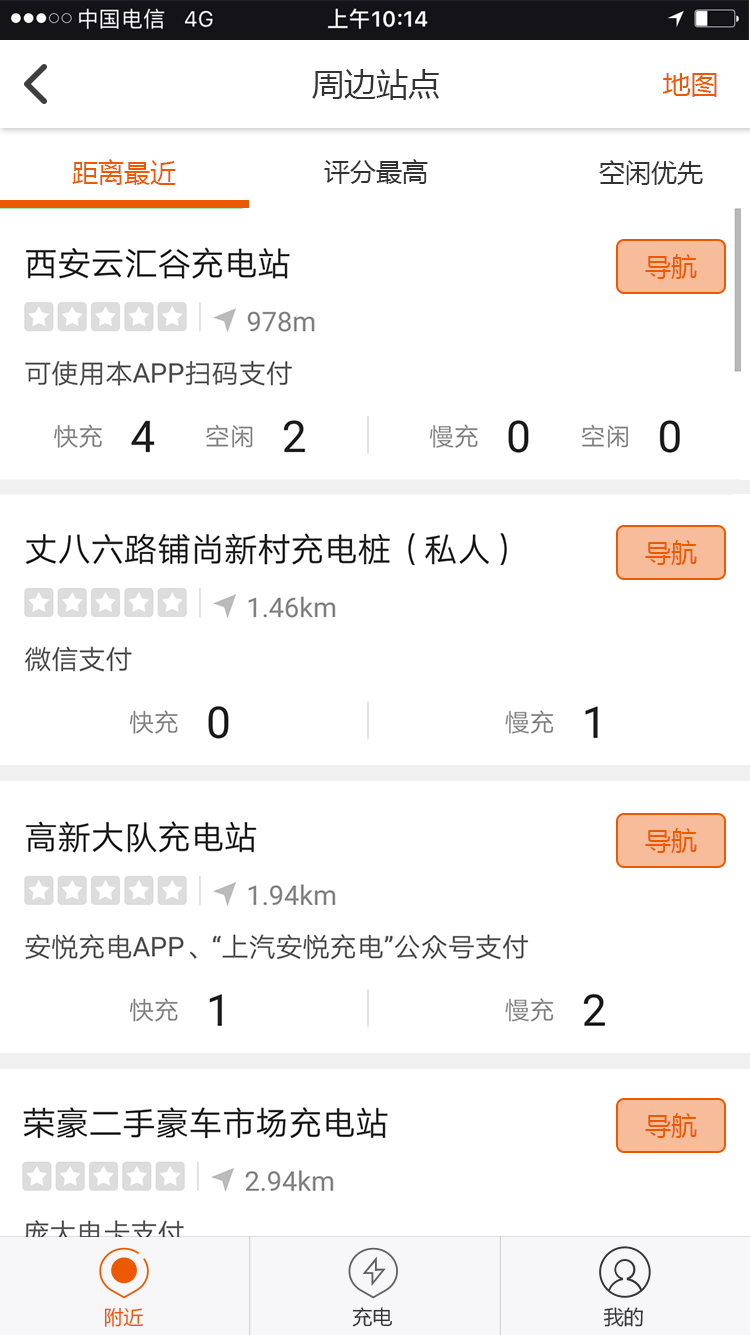 中国电信 4G 上午10:14
周边站点 地图
距离最近 评分最高 空闲优先
西安云汇谷充电站 导航
978m
可使用本APP扫码支付
快充 4 空闲 2 慢充 0 空闲 0
丈八六路铺尚新村充电桩（私人） 导航
1.46km
微信支付
快充 0 慢充 1
高新大队充电站 导航
1.94km
安悦充电APP、“上汽安悦充电”公众号支付
快充 1 慢充 2
荣豪二手豪车市场充电站 导航
2.94km
庞大电卡支付
附近 充电 我的